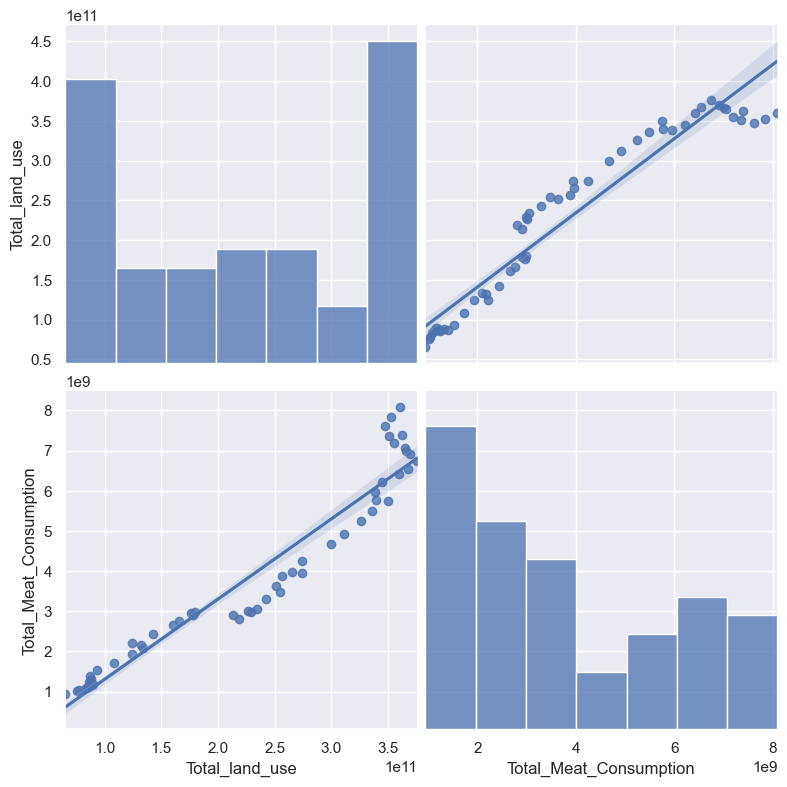 1e11
4.5
4.0
3.5
3.0
2.5
2.0
1.5
1.0
0.5
Total_land_use
1e9
8
7
6
5
4
3
2
1
Total_Meat_Consumption
1.0 1.5 2.0 2.5 3.0 3.5
Total_land_use 1e11
2 4 6 8
Total_Meat_Consumption 1e9